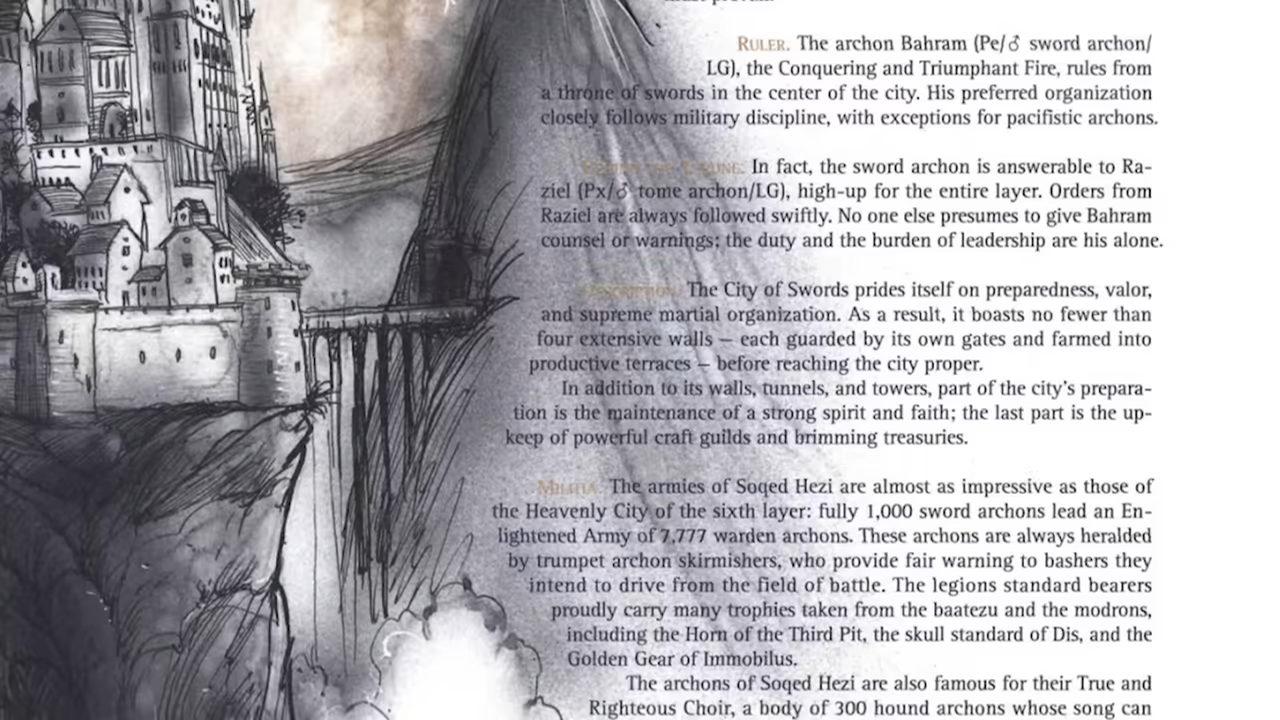 RULER. The archon Bahram (Pe/♂ sword archon/
LG), the Conquering and Triumphant Fire, rules from
a throne of swords in the center of the city. His preferred organization
closely follows military discipline, with exceptions for pacifistic archons.
THRONE. In fact, the sword archon is answerable to Ra-
ziel (Px/♂ tome archon/LG), high-up for the entire layer. Orders from
Raziel are always followed swiftly. No one else presumes to give Bahram
counsel or warnings; the duty and the burden of leadership are his alone.
DESCRIPTION. The City of Swords prides itself on preparedness, valor,
and supreme martial organization. As a result, it boasts no fewer than
four extensive walls – each guarded by its own gates and farmed into
productive terraces – before reaching the city proper.
In addition to its walls, tunnels, and towers, part of the city's prepara-
tion is the maintenance of a strong spirit and faith; the last part is the up-
keep of powerful craft guilds and brimming treasuries.
MILITIA. The armies of Soqed Hezi are almost as impressive as those of
the Heavenly City of the sixth layer: fully 1,000 sword archons lead an En-
lightened Army of 7,777 warden archons. These archons are always heralded
by trumpet archon skirmishers, who provide fair warning to bashers they
intend to drive from the field of battle. The legions standard bearers
proudly carry many trophies taken from the baatezu and the modrons,
including the Horn of the Third Pit, the skull standard of Dis, and the
Golden Gear of Immobilus.
The archons of Soqed Hezi are also famous for their True and
Righteous Choir, a body of 300 hound archons whose song can